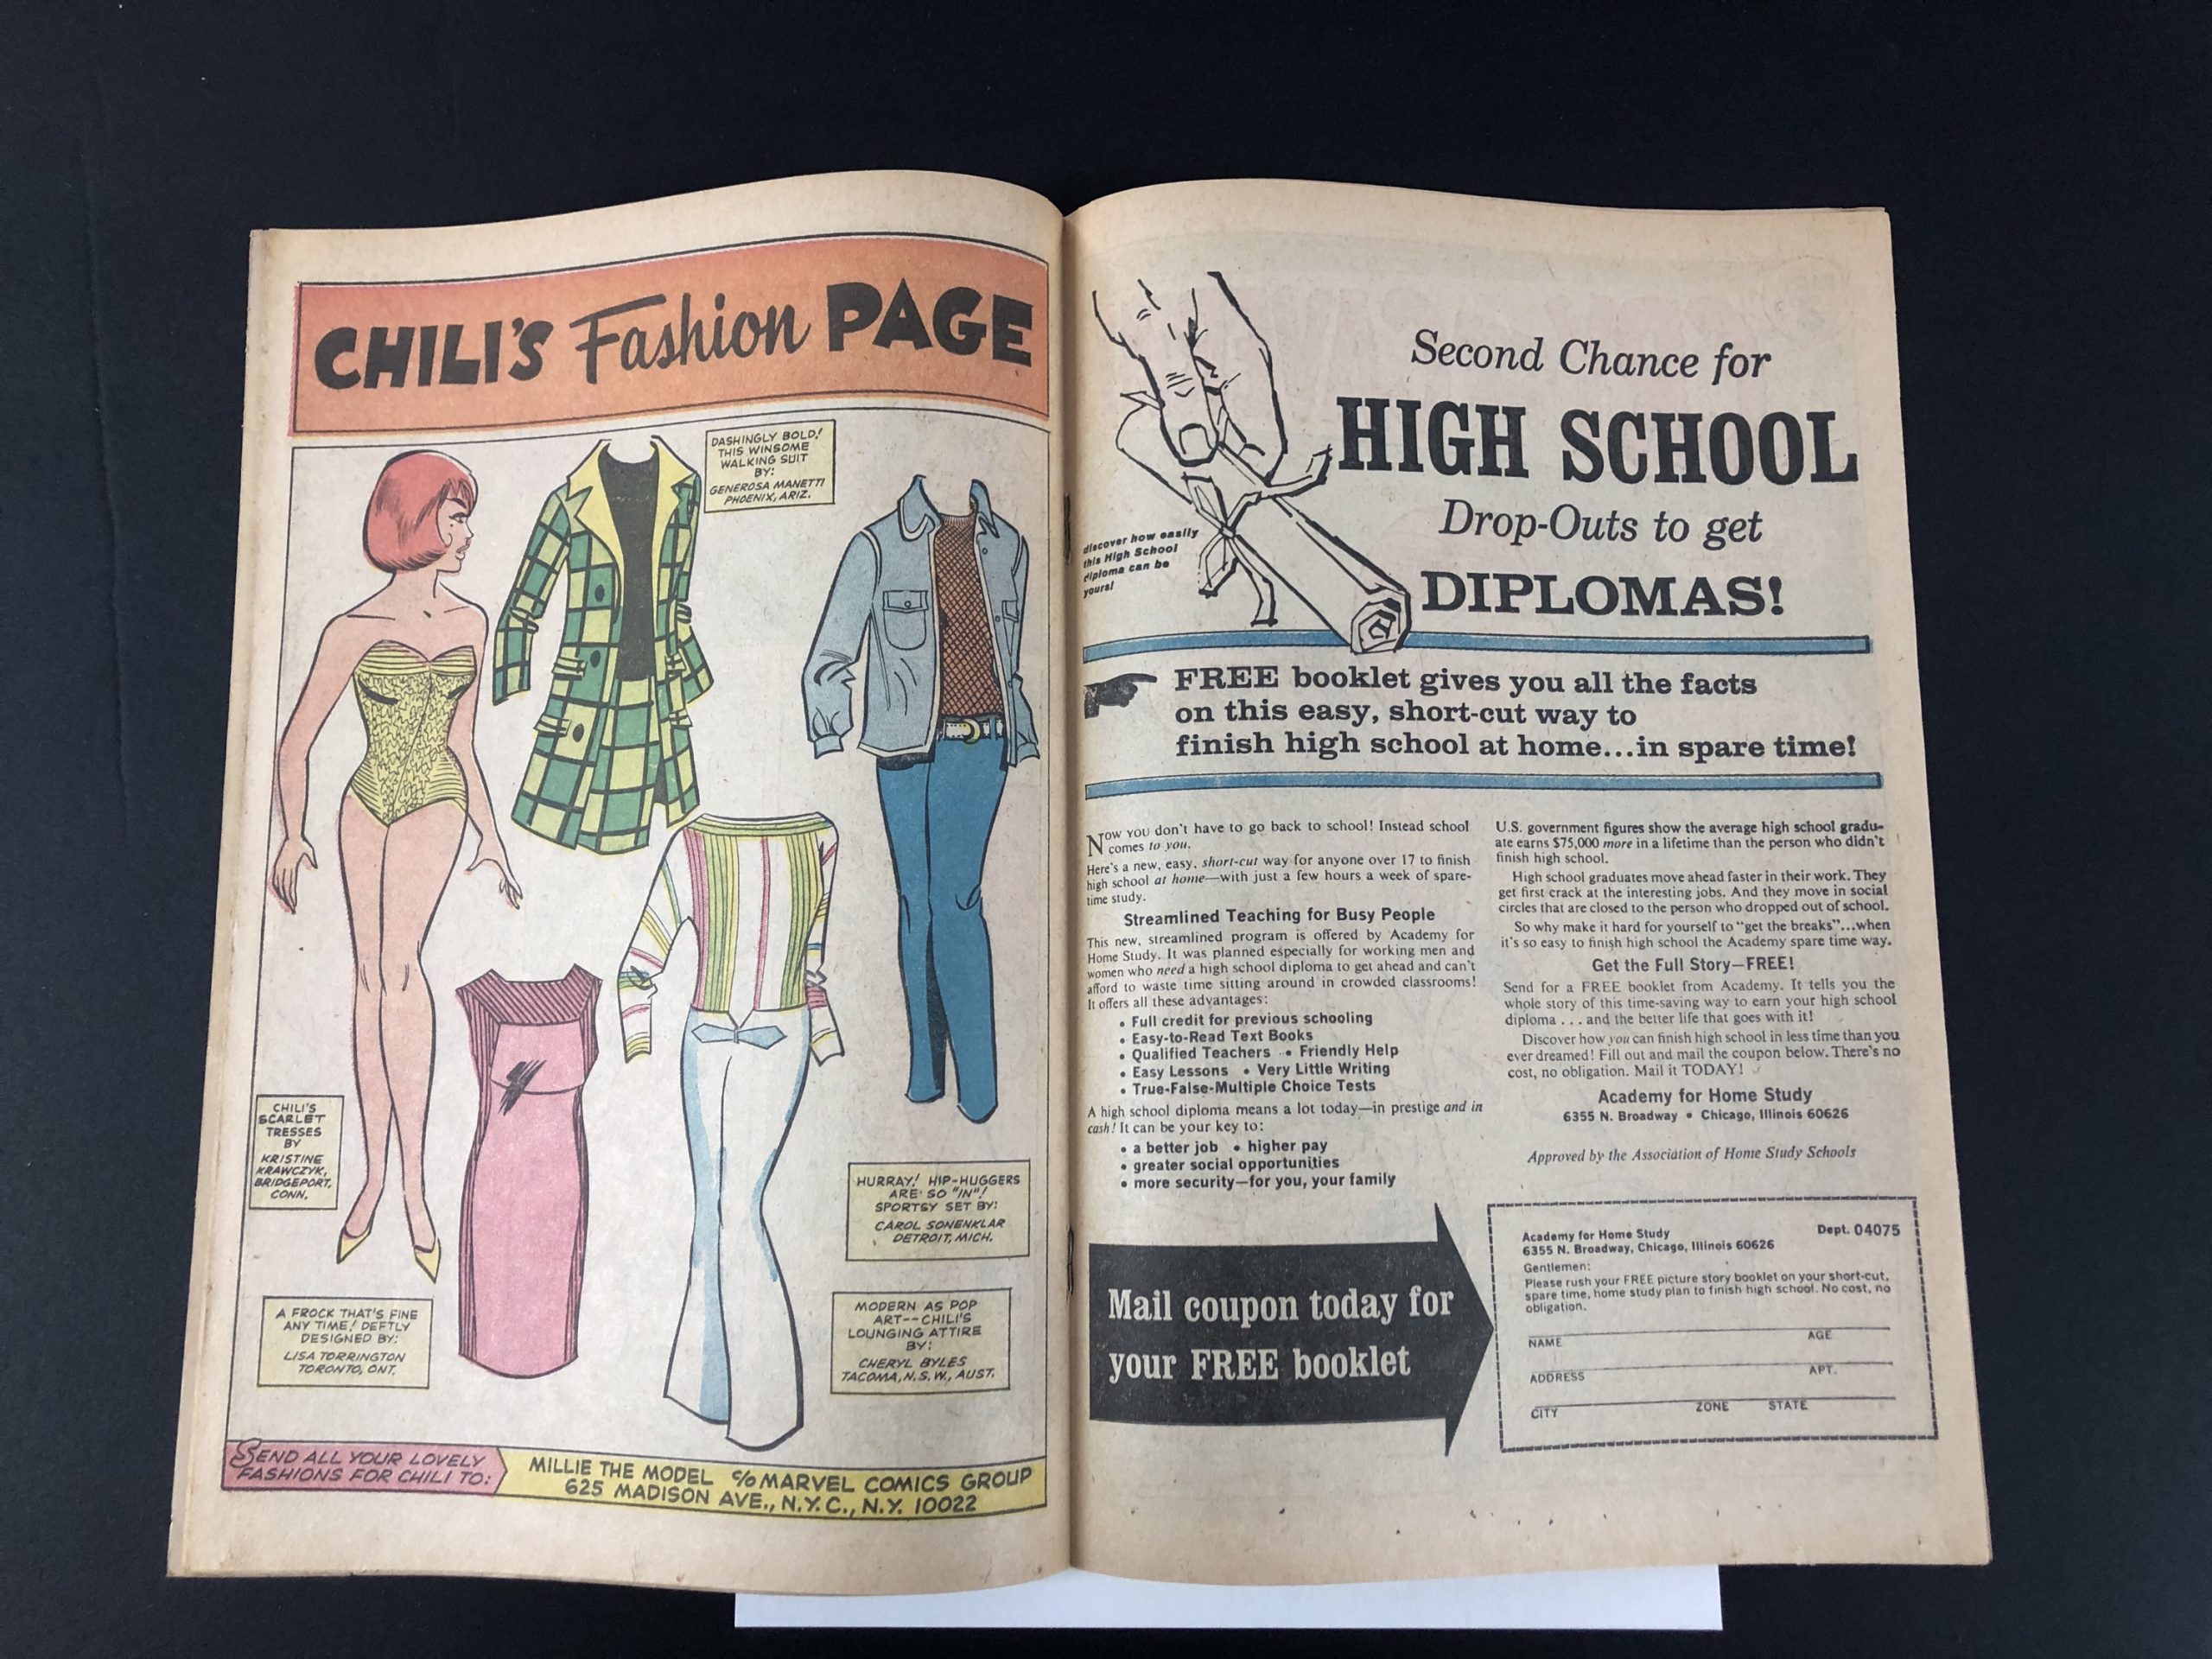 CHILI'S Fashion PAGE
DASHINGLY BOLD!
THIS WINSOME
WALKING SUIT
BY:
GENEROSA MANETTI
PHOENIX, ARIZ.
CHILI'S
SCARLET
TRESSES
BY
KRISTINE
KRAWCZYK,
BRIDGEPORT,
CONN.
HURRAY! HIP-HUGGERS
ARE SO "IN"!
SPORTSY SET BY:
CAROL SONENKLAR
DETROIT, MICH.
A FROCK THAT'S FINE
ANY TIME! DEFTLY
DESIGNED BY:
LISA TORRINGTON
TORONTO, ONT.
MODERN AS POP
ART--CHILI'S
LOUNGING ATTIRE
BY:
CHERYL BYLES
TACOMA, N.S.W., AUST.
SEND ALL YOUR LOVELY
FASHIONS FOR CHILI TO:
MILLIE THE MODEL c/o MARVEL COMICS GROUP
625 MADISON AVE., N.Y.C., N.Y. 10022
Second Chance for
HIGH SCHOOL
Drop-Outs to get
DIPLOMAS!
discover how easily
this High School
diploma can be
yours!
FREE booklet gives you all the facts
on this easy, short-cut way to
finish high school at home...in spare time!
NOW YOU don't have to go back to school! Instead school
comes to you.
Here's a new, easy, short-cut way for anyone over 17 to finish
high school at home—with just a few hours a week of spare-
time study.
Streamlined Teaching for Busy People
This new, streamlined program is offered by Academy for
Home Study. It was planned especially for working men and
women who need a high school diploma to get ahead and can't
afford to waste time sitting around in crowded classrooms!
It offers all these advantages:
• Full credit for previous schooling
• Easy-to-Read Text Books
• Qualified Teachers • Friendly Help
• Easy Lessons • Very Little Writing
• True-False-Multiple Choice Tests
A high school diploma means a lot today—in prestige and in
cash! It can be your key to:
• a better job • higher pay
• greater social opportunities
• more security—for you, your family
U.S. government figures show the average high school gradu-
ate earns $75,000 more in a lifetime than the person who didn't
finish high school.
High school graduates move ahead faster in their work. They
get first crack at the interesting jobs. And they move in social
circles that are closed to the person who dropped out of school.
So why make it hard for yourself to "get the breaks"...when
it's so easy to finish high school the Academy spare time way.
Get the Full Story—FREE!
Send for a FREE booklet from Academy. It tells you the
whole story of this time-saving way to earn your high school
diploma . . . and the better life that goes with it!
Discover how you can finish high school in less time than you
ever dreamed! Fill out and mail the coupon below. There's no
cost, no obligation. Mail it TODAY!
Academy for Home Study
6355 N. Broadway • Chicago, Illinois 60626
Approved by the Association of Home Study Schools
Mail coupon today for
your FREE booklet
Academy for Home Study Dept. 04075
6355 N. Broadway, Chicago, Illinois 60626
Gentlemen:
Please rush your FREE picture story booklet on your short-cut,
spare time, home study plan to finish high school. No cost, no
obligation.
NAME AGE
ADDRESS APT.
CITY ZONE STATE